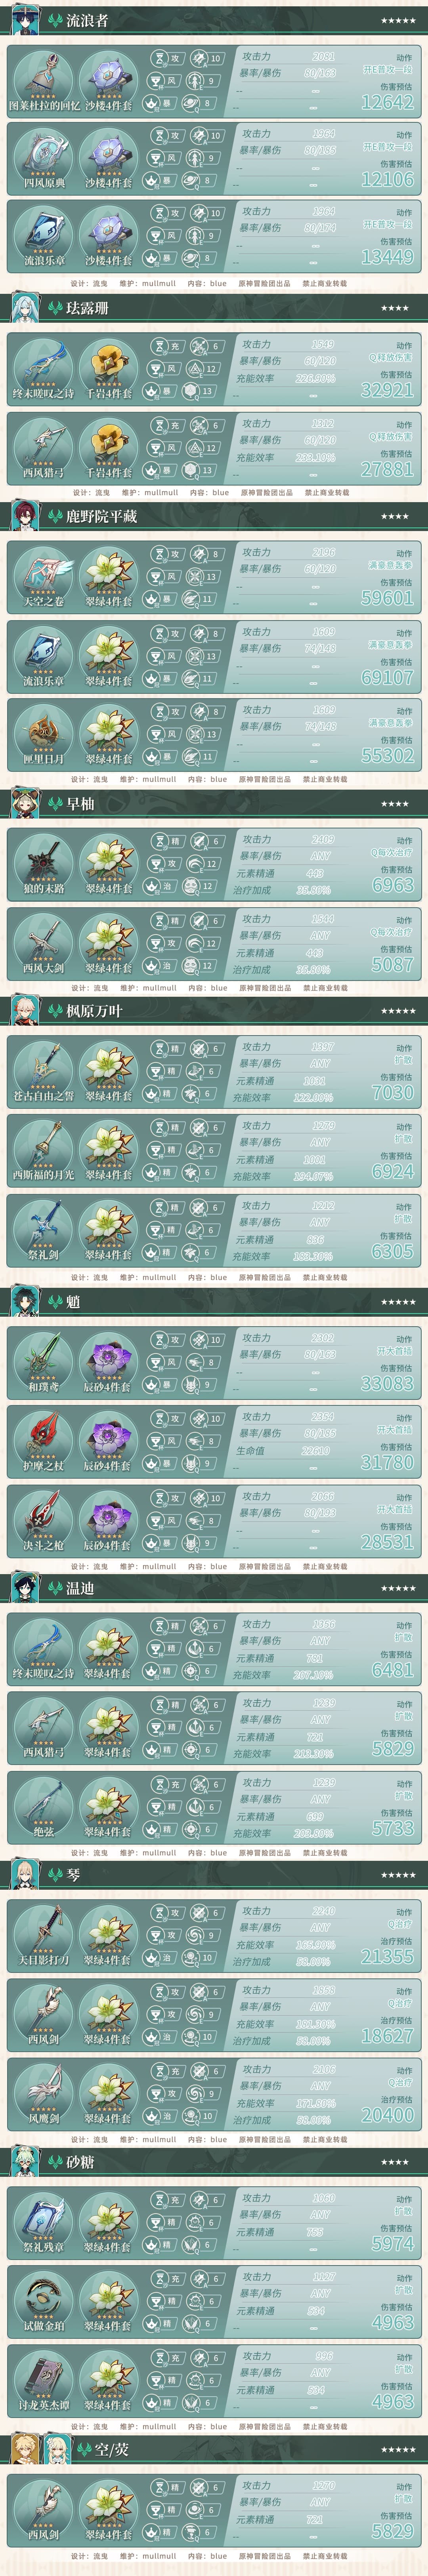 流浪者 ★★★★★
图莱杜拉的回忆 沙楼4件套
攻 10
风 9
暴 8
攻击力 2081
暴率/暴伤 80/163
动作
开E普攻一段
伤害预估
12642
四风原典 沙楼4件套
攻 10
风 9
暴 8
攻击力 1964
暴率/暴伤 80/185
动作
开E普攻一段
伤害预估
12106
流浪乐章 沙楼4件套
攻 10
风 9
暴 8
攻击力 1964
暴率/暴伤 80/174
动作
开E普攻一段
伤害预估
13449
设计：流曳 维护：mullmull 内容：blue 原神冒险团出品 禁止商业转载
珐露珊 ★★★★
终末嗟叹之诗 千岩4件套
充 6
风 12
暴 13
攻击力 1549
暴率/暴伤 60/120
充能效率
动作
Q释放伤害
伤害预估
32921
西风猎弓 千岩4件套
充 6
风 12
暴 13
攻击力 1312
暴率/暴伤 60/120
充能效率
动作
Q释放伤害
伤害预估
27881
设计：流曳 维护：mullmull 内容：blue 原神冒险团出品 禁止商业转载
鹿野院平藏 ★★★★
天空之卷 翠绿4件套
攻 8
风 13
暴 11
攻击力 2196
暴率/暴伤 60/120
动作
满豪意轰拳
伤害预估
59601
流浪乐章 翠绿4件套
攻 8
风 13
暴 11
攻击力 1609
暴率/暴伤 74/148
动作
满豪意轰拳
伤害预估
69107
匣里日月 翠绿4件套
攻 8
风 13
暴 11
攻击力 1609
暴率/暴伤 74/148
动作
满豪意轰拳
伤害预估
55302
设计：流曳 维护：mullmull 内容：blue 原神冒险团出品 禁止商业转载
早柚 ★★★★
狼的末路 翠绿4件套
精 6
攻 12
治 12
攻击力 2409
暴率/暴伤 ANY
元素精通 443
治疗加成 35.90%
动作
Q每次治疗
伤害预估
6963
西风大剑 翠绿4件套
精 6
攻 12
治 12
攻击力 1544
暴率/暴伤 ANY
元素精通 443
治疗加成 35.90%
动作
Q每次治疗
伤害预估
5087
设计：流曳 维护：mullmull 内容：blue 原神冒险团出品 禁止商业转载
枫原万叶 ★★★★★
苍古自由之誓 翠绿4件套
精 6
精 6
精 6
攻击力 1397
暴率/暴伤 ANY
元素精通 1031
充能效率
动作
扩散
伤害预估
7030
西斯福的月光 翠绿4件套
精 6
精 6
精 6
攻击力 1279
暴率/暴伤 ANY
元素精通 1001
充能效率
动作
扩散
伤害预估
6924
祭礼剑 翠绿4件套
精 6
精 6
精 6
攻击力 1212
暴率/暴伤 ANY
元素精通 836
充能效率
动作
扩散
伤害预估
6305
设计：流曳 维护：mullmull 内容：blue 原神冒险团出品 禁止商业转载
魈 ★★★★★
和璞鸢 辰砂4件套
攻 10
风 8
暴 9
攻击力 2302
暴率/暴伤 80/163
动作
开大首插
伤害预估
33083
护摩之杖 辰砂4件套
攻 10
风 8
暴 9
攻击力 2354
暴率/暴伤 80/185
生命值 22610
动作
开大首插
伤害预估
31780
决斗之枪 辰砂4件套
攻 10
风 8
暴 9
攻击力 2066
暴率/暴伤 80/193
动作
开大首插
伤害预估
28531
设计：流曳 维护：mullmull 内容：blue 原神冒险团出品 禁止商业转载
温迪 ★★★★★
终末嗟叹之诗 翠绿4件套
精 6
精 6
精 6
攻击力 1356
暴率/暴伤 ANY
元素精通 781
充能效率
动作
扩散
伤害预估
6481
西风猎弓 翠绿4件套
精 6
精 6
精 6
攻击力 1239
暴率/暴伤 ANY
元素精通 721
充能效率
动作
扩散
伤害预估
5829
绝弦 翠绿4件套
充 6
精 6
精 6
攻击力 1239
暴率/暴伤 ANY
元素精通 699
充能效率
动作
扩散
伤害预估
5733
设计：流曳 维护：mullmull 内容：blue 原神冒险团出品 禁止商业转载
琴 ★★★★★
天目影打刀 翠绿4件套
攻 6
攻 9
治 10
攻击力 2240
暴率/暴伤 ANY
充能效率
治疗加成
动作
Q治疗
治疗预估
21355
西风剑 翠绿4件套
攻 6
攻 9
治 10
攻击力 1858
暴率/暴伤 ANY
充能效率
治疗加成
动作
Q治疗
治疗预估
18627
风鹰剑 翠绿4件套
充 6
攻 9
治 10
攻击力 2106
暴率/暴伤 ANY
充能效率
治疗加成
动作
Q治疗
治疗预估
20400
设计：流曳 维护：mullmull 内容：blue 原神冒险团出品 禁止商业转载
砂糖 ★★★★
祭礼残章 翠绿4件套
充 6
精 6
精 6
攻击力 1060
暴率/暴伤 ANY
元素精通 755
动作
扩散
伤害预估
5974
试做金珀 翠绿4件套
精 6
精 6
精 6
攻击力 1127
暴率/暴伤 ANY
元素精通 534
动作
扩散
伤害预估
4963
讨龙英杰谭 翠绿4件套
充 6
精 6
精 6
攻击力 996
暴率/暴伤 ANY
元素精通 534
动作
扩散
伤害预估
4963
设计：流曳 维护：mullmull 内容：blue 原神冒险团出品 禁止商业转载
空/荧 ★★★★★
西风剑 翠绿4件套
精 6
精 6
精 6
攻击力 1270
暴率/暴伤 ANY
元素精通 721
动作
扩散
伤害预估
5829
设计：流曳 维护：mullmull 内容：blue 原神冒险团出品 禁止商业转载